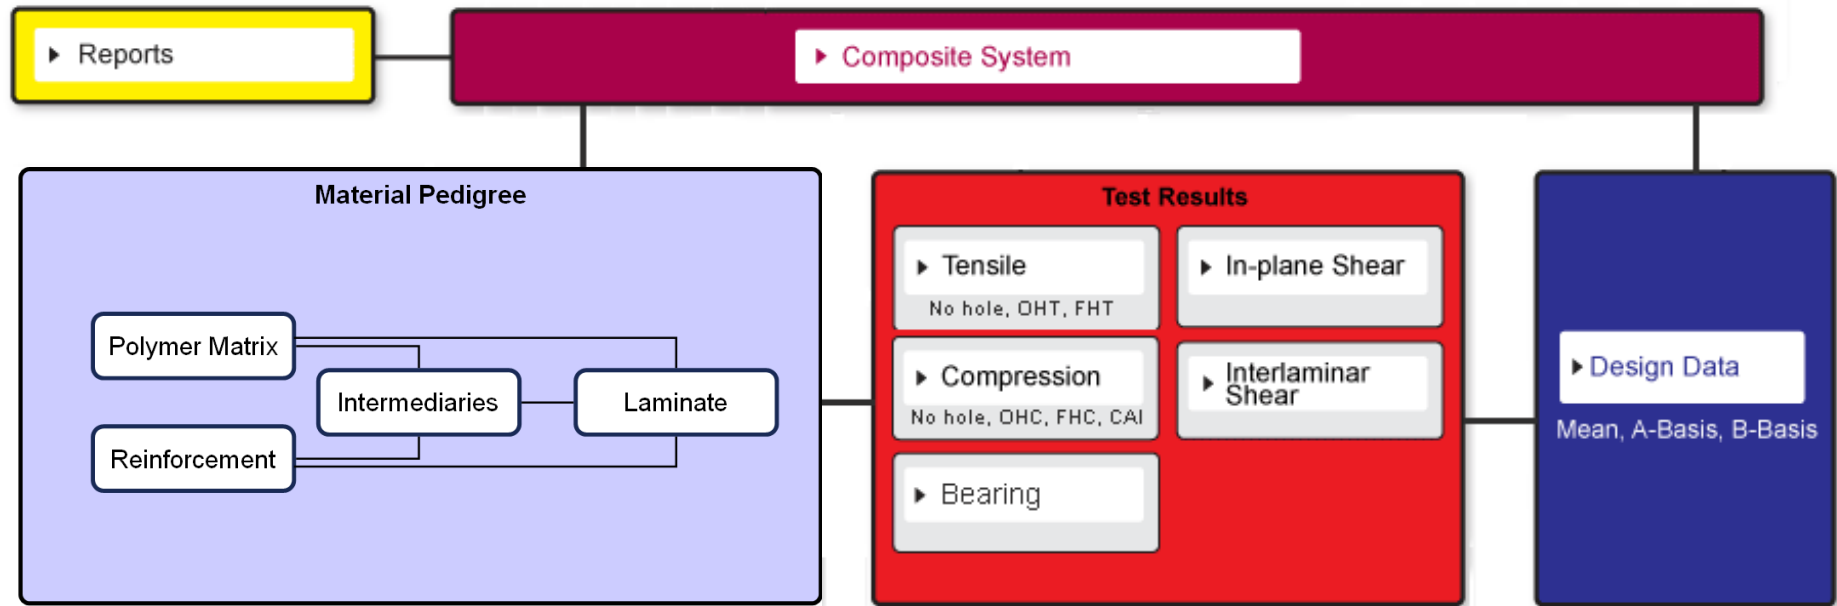 Reports
Composite System
Material Pedigree
Polymer Matrix
Intermediaries
Laminate
Reinforcement
Test Results
Tensile
No hole, OHT, FHT
In-plane Shear
Compression
No hole, OHC, FHC, CAI
Interlaminar
Shear
Bearing
Design Data
Mean, A-Basis, B-Basis